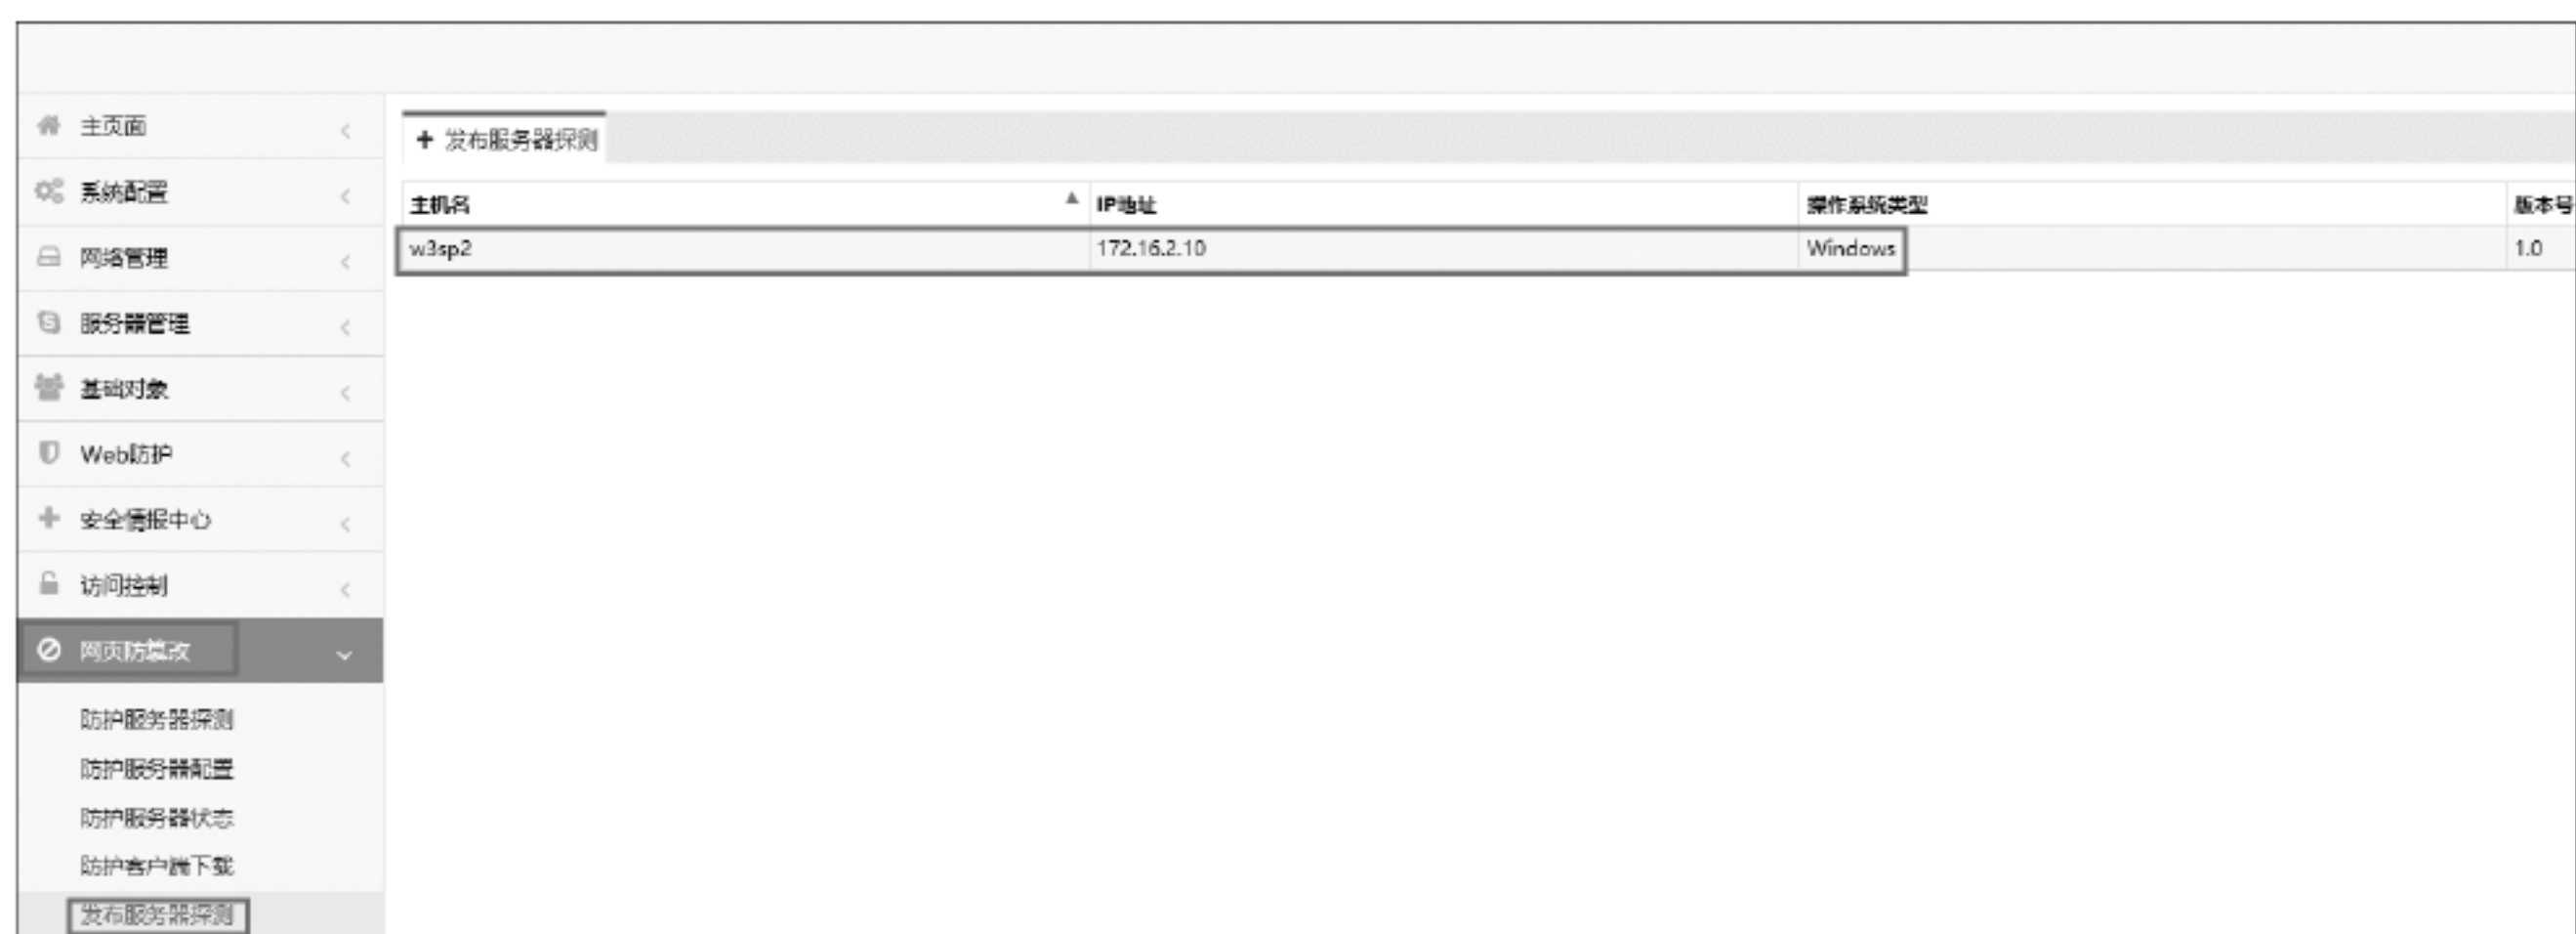 主页面
系统配置
网络管理
服务器管理
基础对象
Web防护
安全情报中心
访问控制
网页防篡改
防护服务器探测
防护服务器配置
防护服务器状态
防护客户端下载
发布服务器探测
+ 发布服务器探测
主机名 IP地址 操作系统类型 版本号
w3sp2 172.16.2.10 Windows 1.0